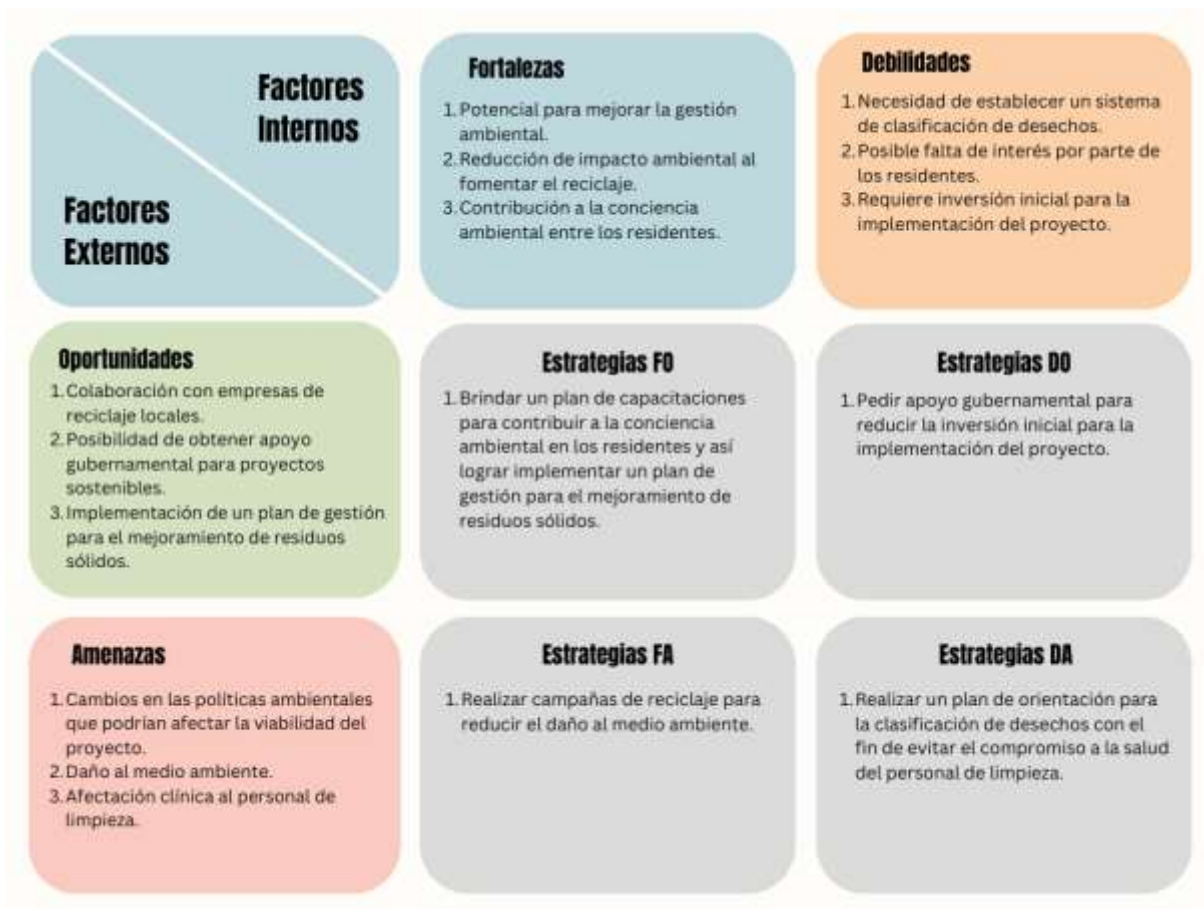 Factores
Internos
Factores
Externos
Fortalezas
1. Potencial para mejorar la gestión
ambiental.
2. Reducción de impacto ambiental al
fomentar el reciclaje.
3. Contribución a la conciencia
ambiental entre los residentes.
Debilidades
1. Necesidad de establecer un sistema
de clasificación de desechos.
2. Posible falta de interés por parte de
los residentes.
3. Requiere inversión inicial para la
implementación del proyecto.
Oportunidades
1. Colaboración con empresas de
reciclaje locales.
2. Posibilidad de obtener apoyo
gubernamental para proyectos
sostenibles.
3. Implementación de un plan de gestión
para el mejoramiento de residuos
sólidos.
Estrategias FO
1. Brindar un plan de capacitaciones
para contribuir a la conciencia
ambiental en los residentes y así
lograr implementar un plan de
gestión para el mejoramiento de
residuos sólidos.
Estrategias DO
1. Pedir apoyo gubernamental para
reducir la inversión inicial para la
implementación del proyecto.
Amenazas
1. Cambios en las políticas ambientales
que podrían afectar la viabilidad del
proyecto.
2. Daño al medio ambiente.
3. Afectación clínica al personal de
limpieza.
Estrategias FA
1. Realizar campañas de reciclaje para
reducir el daño al medio ambiente.
Estrategias DA
1. Realizar un plan de orientación para
la clasificación de desechos con el
fin de evitar el compromiso a la salud
del personal de limpieza.